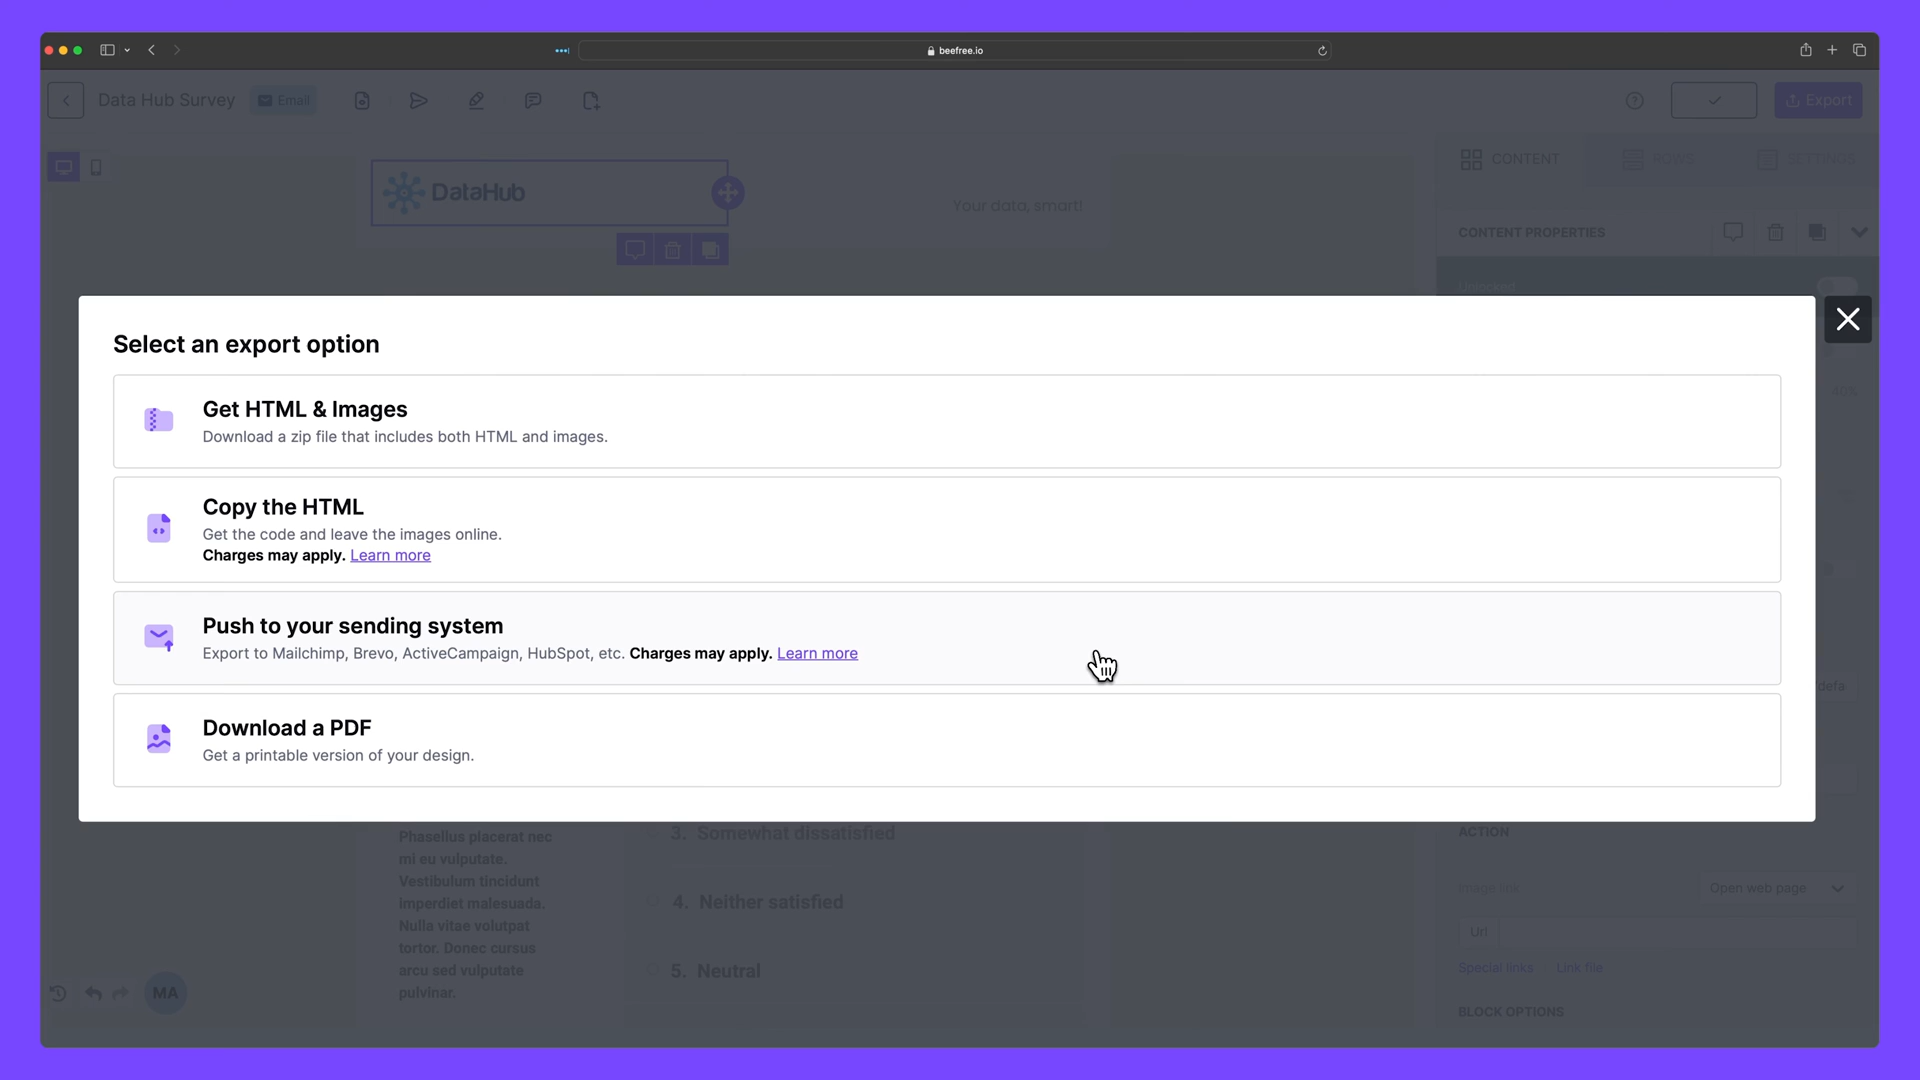 beefree.io
Data Hub Survey
Email
Export
CONTENT
ROWS
SETTINGS
DataHub
Your data, smart!
CONTENT PROPERTIES
Unlocked
Select an export option
Get HTML & Images
Download a zip file that includes both HTML and images.
Copy the HTML
Get the code and leave the images online.
Charges may apply. Learn more
Push to your sending system
Export to Mailchimp, Brevo, ActiveCampaign, HubSpot, etc. Charges may apply. Learn more
Download a PDF
Get a printable version of your design.
Phasellus placerat nec
mi eu vulputate.
Vestibulum tincidunt
imperdiet malesuada.
Nulla vitae volutpat
tortor. Donec cursus
arcu sed vulputate
pulvinar.
3. Somewhat dissatisfied
4. Neither satisfied
5. Neutral
ACTION
Image link
Open web page
Url
Special links
Link file
BLOCK OPTIONS
MA